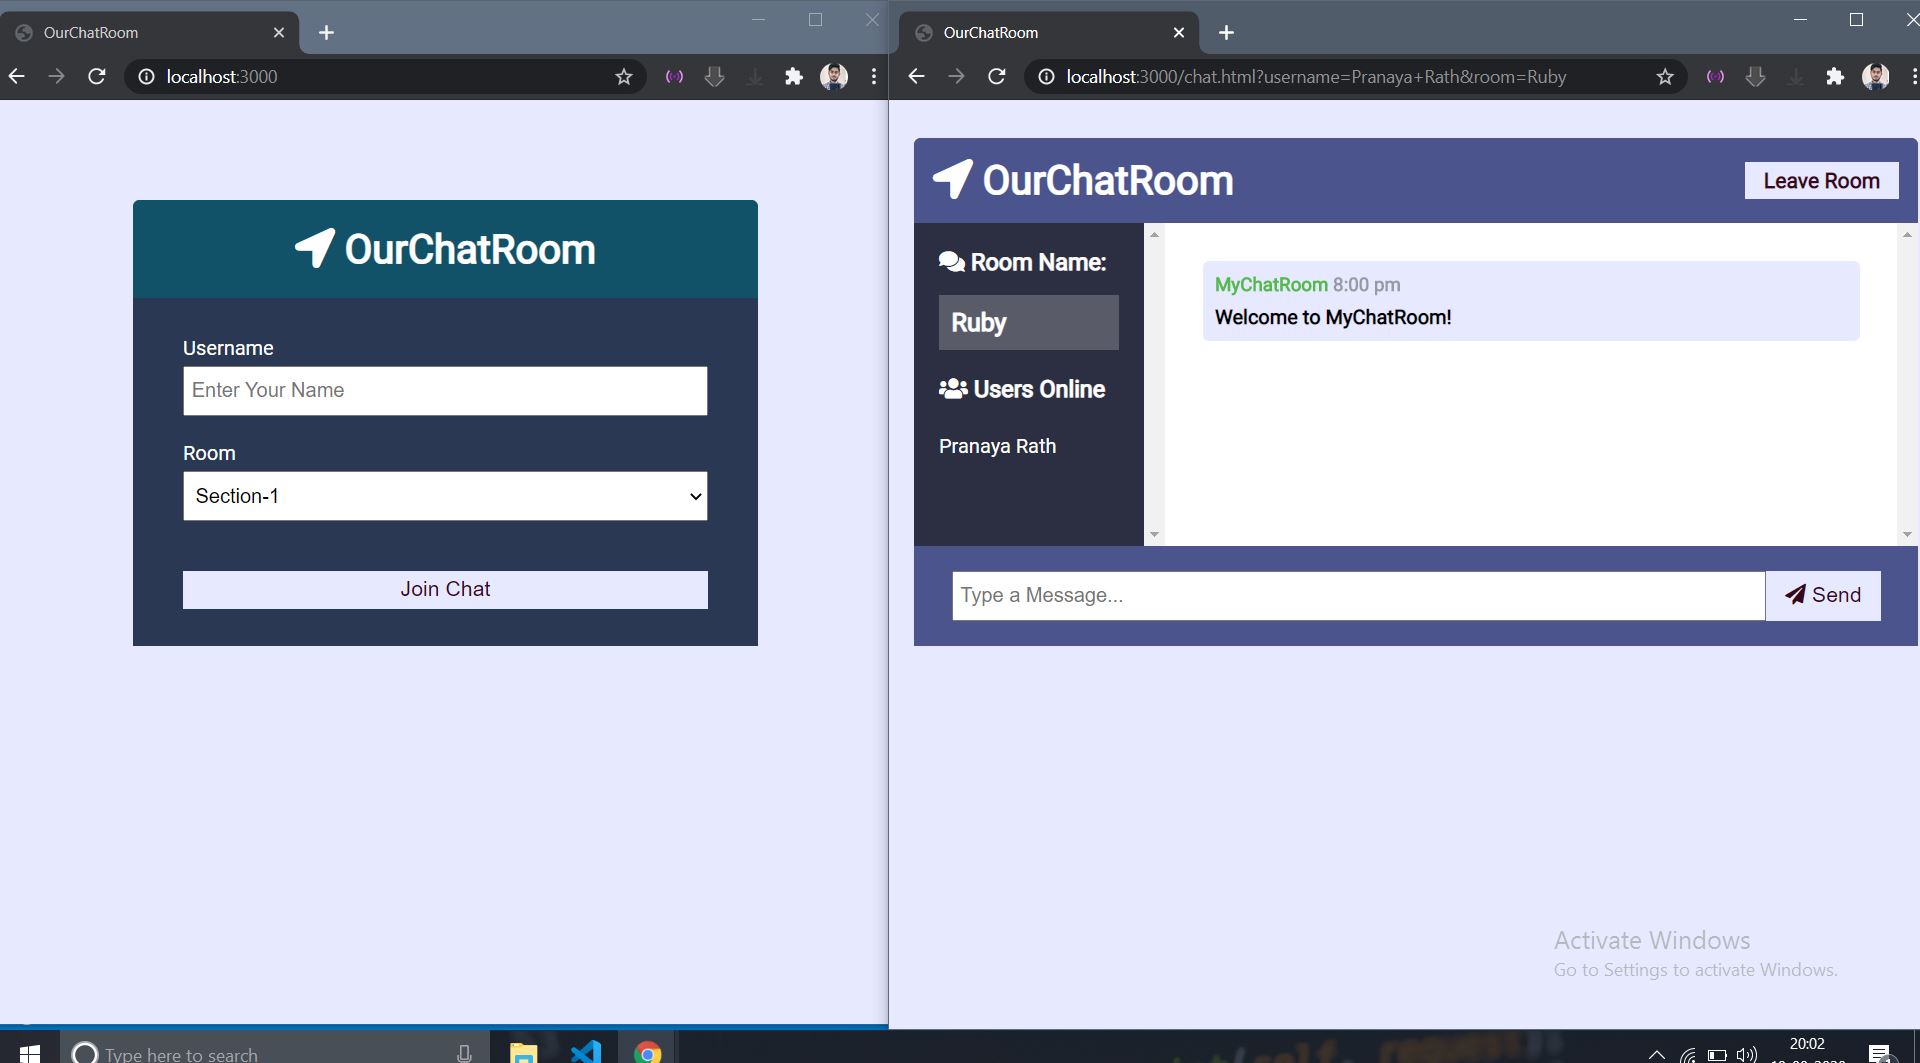 OurChatRoom
localhost:3000
OurChatRoom
Username
Enter Your Name
Room
Section-1
Join Chat
OurChatRoom
localhost:3000/chat.html?username=Pranaya+Rath&room=Ruby
OurChatRoom
Leave Room
Room Name:
Ruby
Users Online
Pranaya Rath
MyChatRoom 8:00 pm
Welcome to MyChatRoom!
Type a Message...
Send
Activate Windows
Go to Settings to activate Windows.
Type here to search
20:02